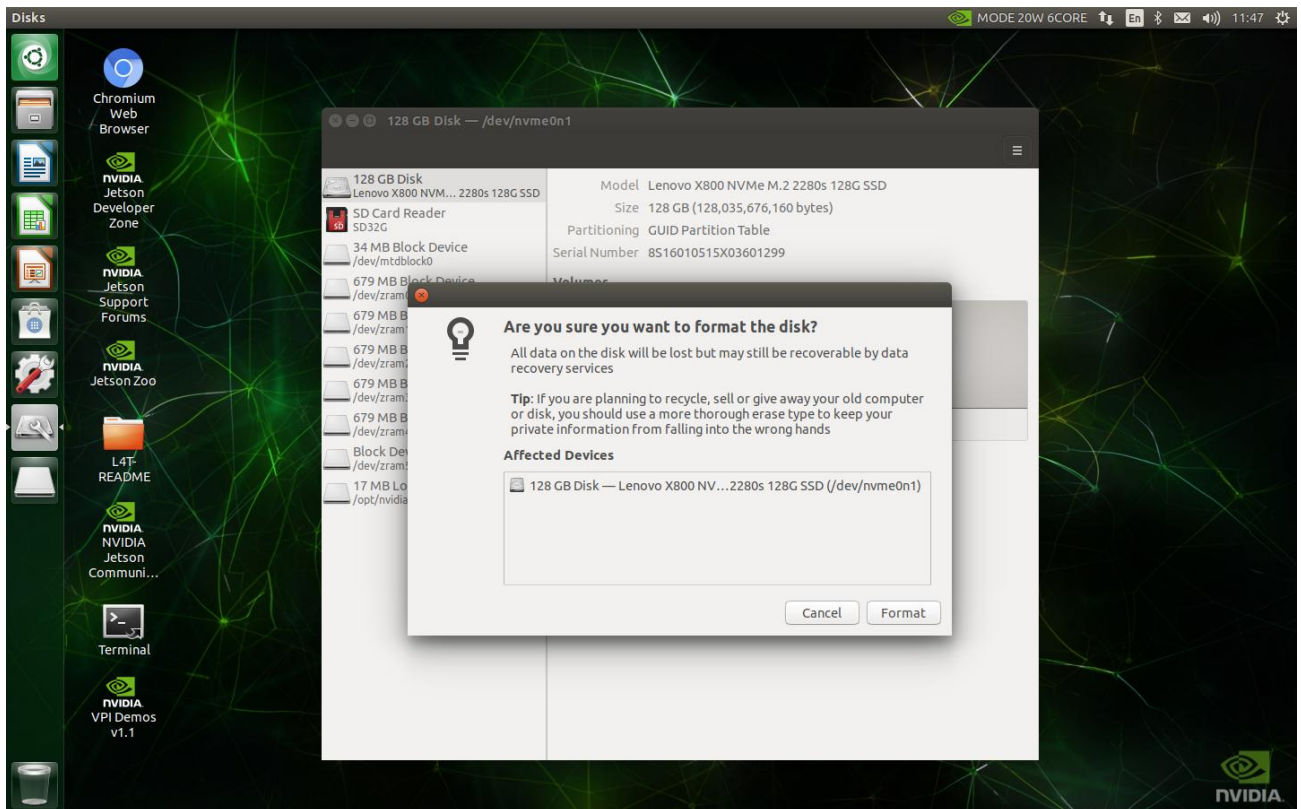 Disks
MODE 20W 6CORE
En
11:47
Chromium
Web
Browser
NVIDIA
Jetson
Developer
Zone
NVIDIA
Jetson
Support
Forums
NVIDIA
Jetson Zoo
L4T-
README
NVIDIA
NVIDIA
Jetson
Communi...
Terminal
NVIDIA
VPI Demos
v1.1
128 GB Disk — /dev/nvme0n1
128 GB Disk
Lenovo X800 NVM... 2280s 128G SSD
SD Card Reader
SD32G
34 MB Block Device
/dev/mtdblock0
679 MB Block Device
/dev/zram
679 MB B
/dev/zram
679 MB B
/dev/zram
679 MB B
/dev/zram
679 MB B
/dev/zram
Block Dev
/dev/zram
17 MB Lo
/opt/nvidia
Model Lenovo X800 NVMe M.2 2280s 128G SSD
Size 128 GB (128,035,676,160 bytes)
Partitioning GUID Partition Table
Serial Number 8S16010515X03601299
Volumes
Are you sure you want to format the disk?
All data on the disk will be lost but may still be recoverable by data
recovery services
Tip: If you are planning to recycle, sell or give away your old computer
or disk, you should use a more thorough erase type to keep your
private information from falling into the wrong hands
Affected Devices
128 GB Disk — Lenovo X800 NV...2280s 128G SSD (/dev/nvme0n1)
Cancel
Format
NVIDIA.